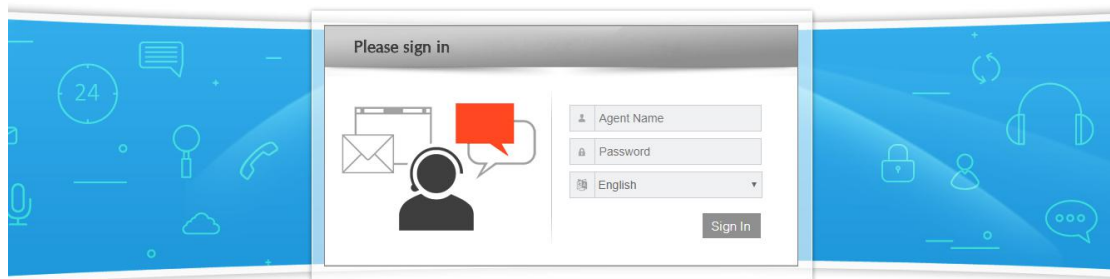 Please sign in
24
Agent Name
Password
English
Sign In